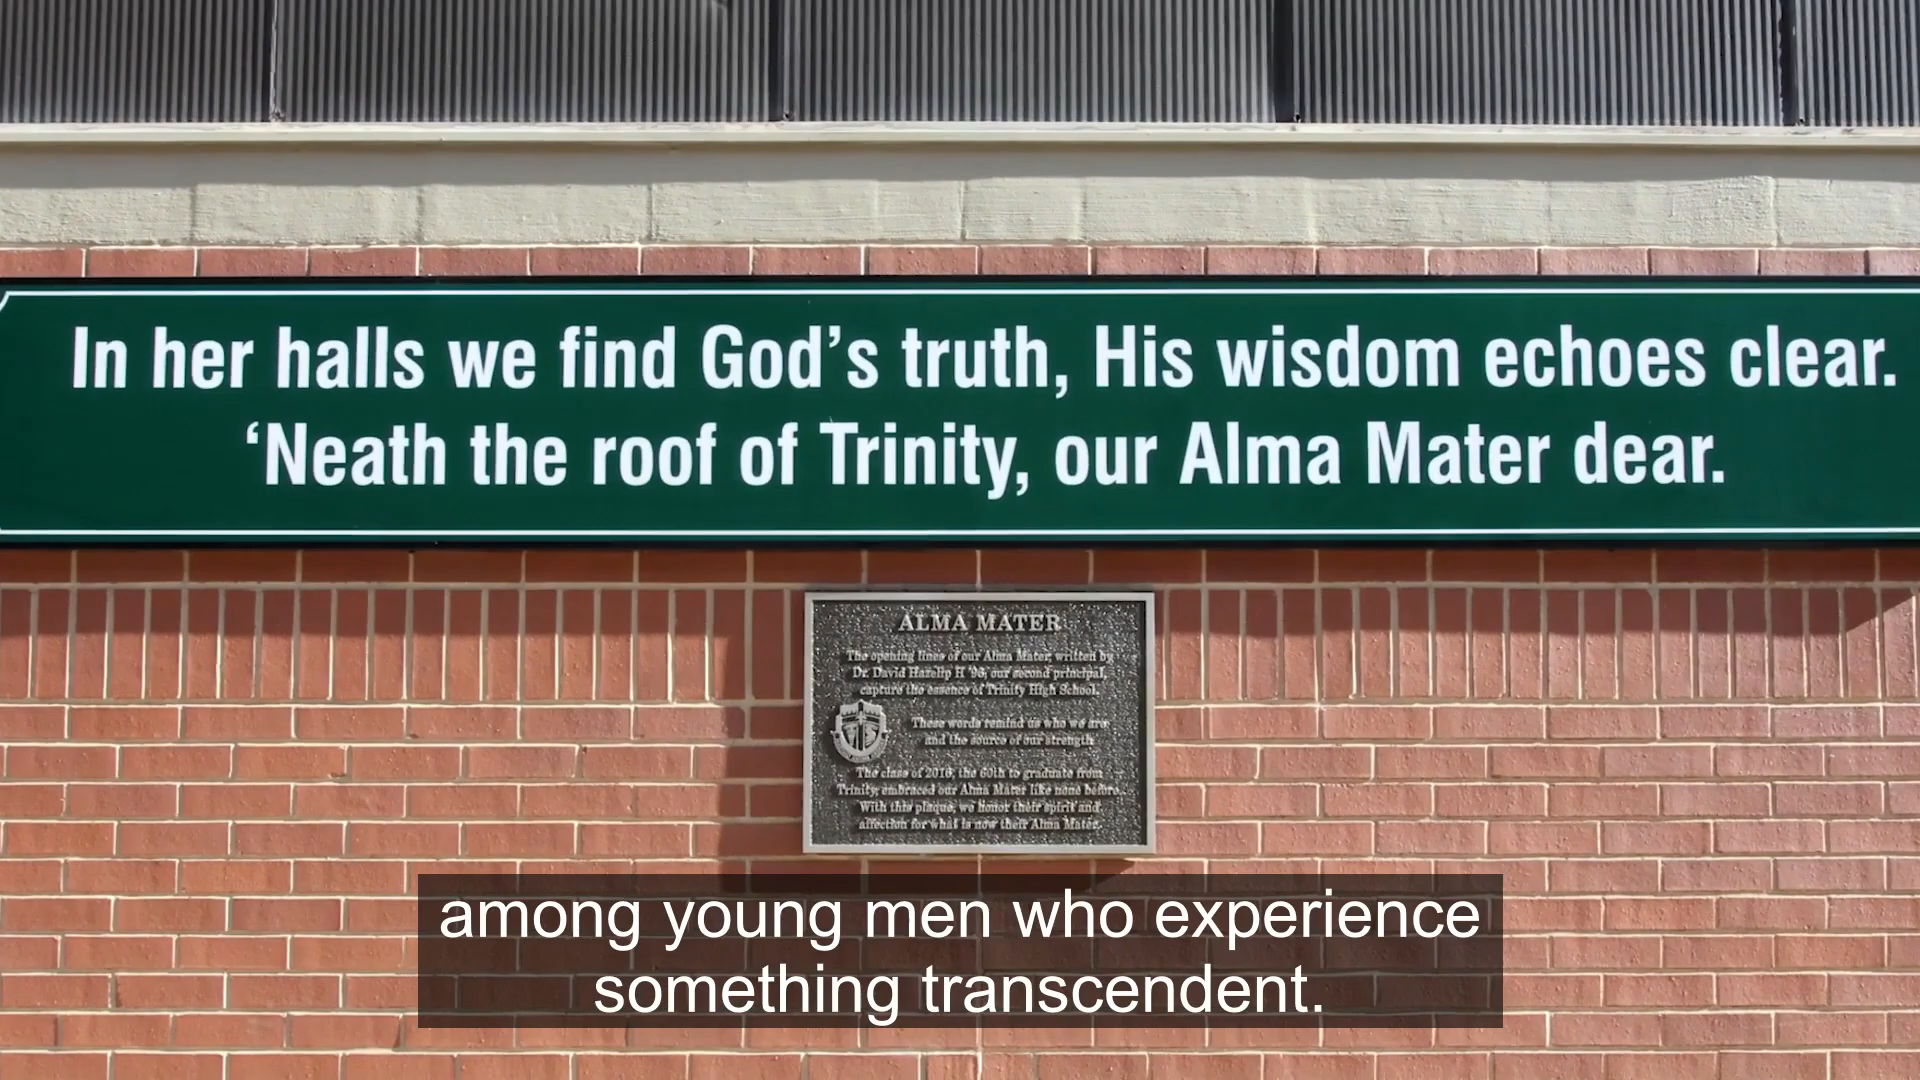 In her halls we find God's truth, His wisdom echoes clear.
‘Neath the roof of Trinity, our Alma Mater dear.
ALMA MATER
The opening lines of our Alma Mater, written by
Dr. David Hazelip H '96, our second principal,
capture the essence of Trinity High School.
These words remind us who we are
and the source of our strength
The class of 2016, the 60th to graduate from
Trinity, embraced our Alma Mater like none before.
With this plaque, we honor their spirit and
affection for what is now their Alma Mater.
among young men who experience
something transcendent.